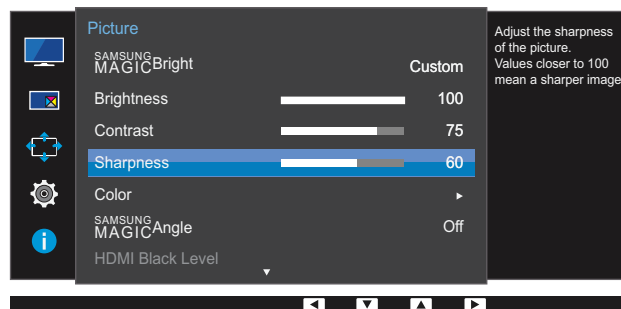 Picture
SAMSUNG
MAGICBright Custom
Brightness 100
Contrast 75
Sharpness 60
Color
SAMSUNG
MAGICAngle Off
HDMI Black Level
Adjust the sharpness
of the picture.
Values closer to 100
mean a sharper image